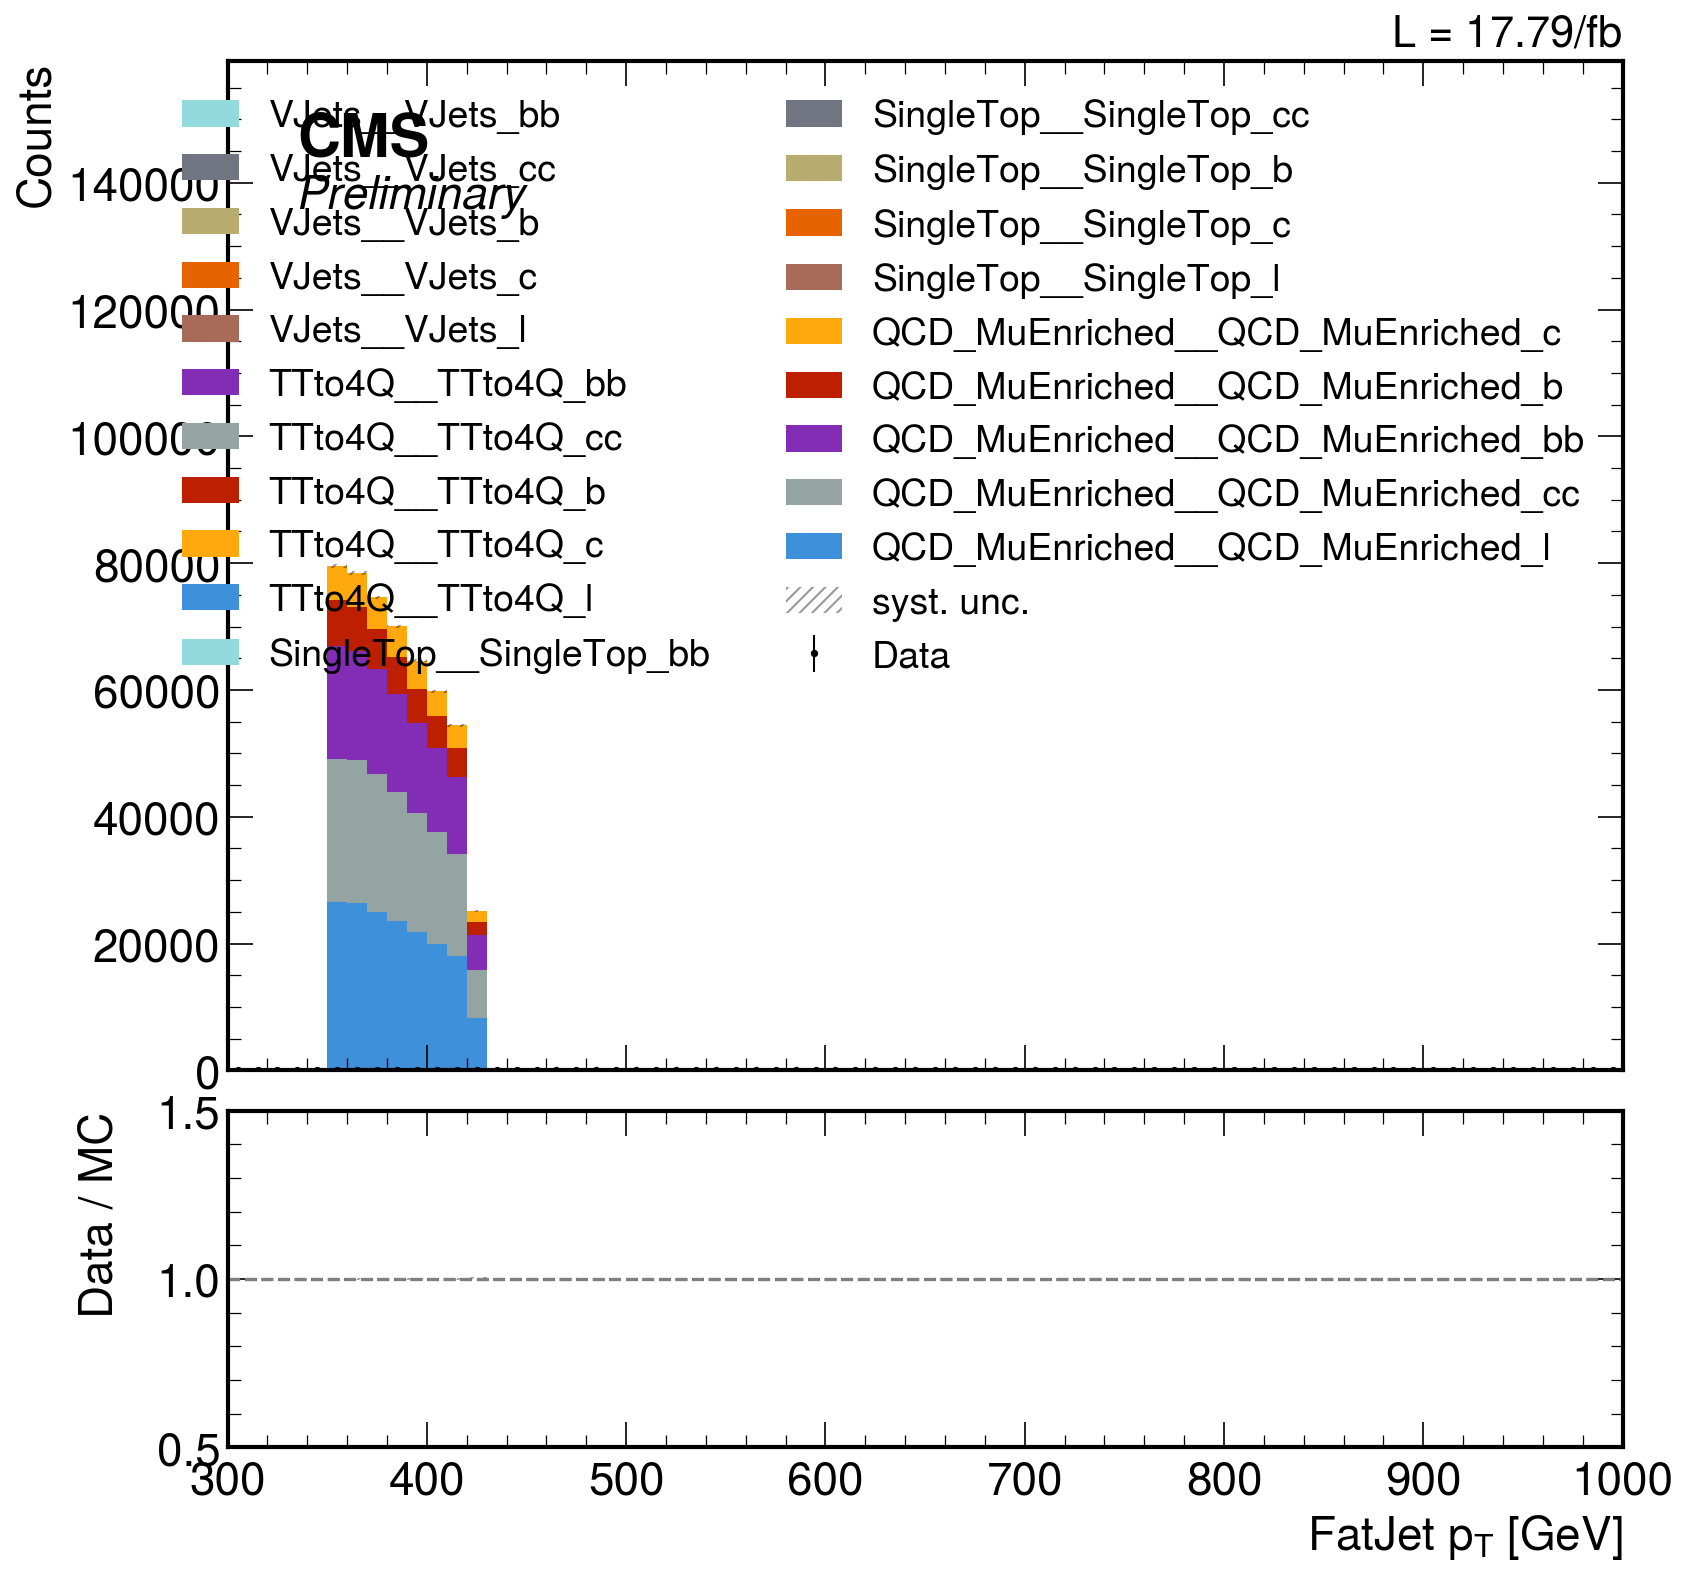 L = 17.79/fb
Counts
CMS
Preliminary
VJets__VJets_bb
VJets__VJets_cc
VJets__VJets_b
VJets__VJets_c
VJets__VJets_l
TTto4Q__TTto4Q_bb
TTto4Q__TTto4Q_cc
TTto4Q__TTto4Q_b
TTto4Q__TTto4Q_c
TTto4Q__TTto4Q_l
SingleTop__SingleTop_bb
SingleTop__SingleTop_cc
SingleTop__SingleTop_b
SingleTop__SingleTop_c
SingleTop__SingleTop_l
QCD_MuEnriched__QCD_MuEnriched_c
QCD_MuEnriched__QCD_MuEnriched_b
QCD_MuEnriched__QCD_MuEnriched_bb
QCD_MuEnriched__QCD_MuEnriched_cc
QCD_MuEnriched__QCD_MuEnriched_l
syst. unc.
Data
140000
120000
100000
80000
60000
40000
20000
0
Data / MC
1.5
1.0
0.5
300 400 500 600 700 800 900 1000
FatJet p_T [GeV]